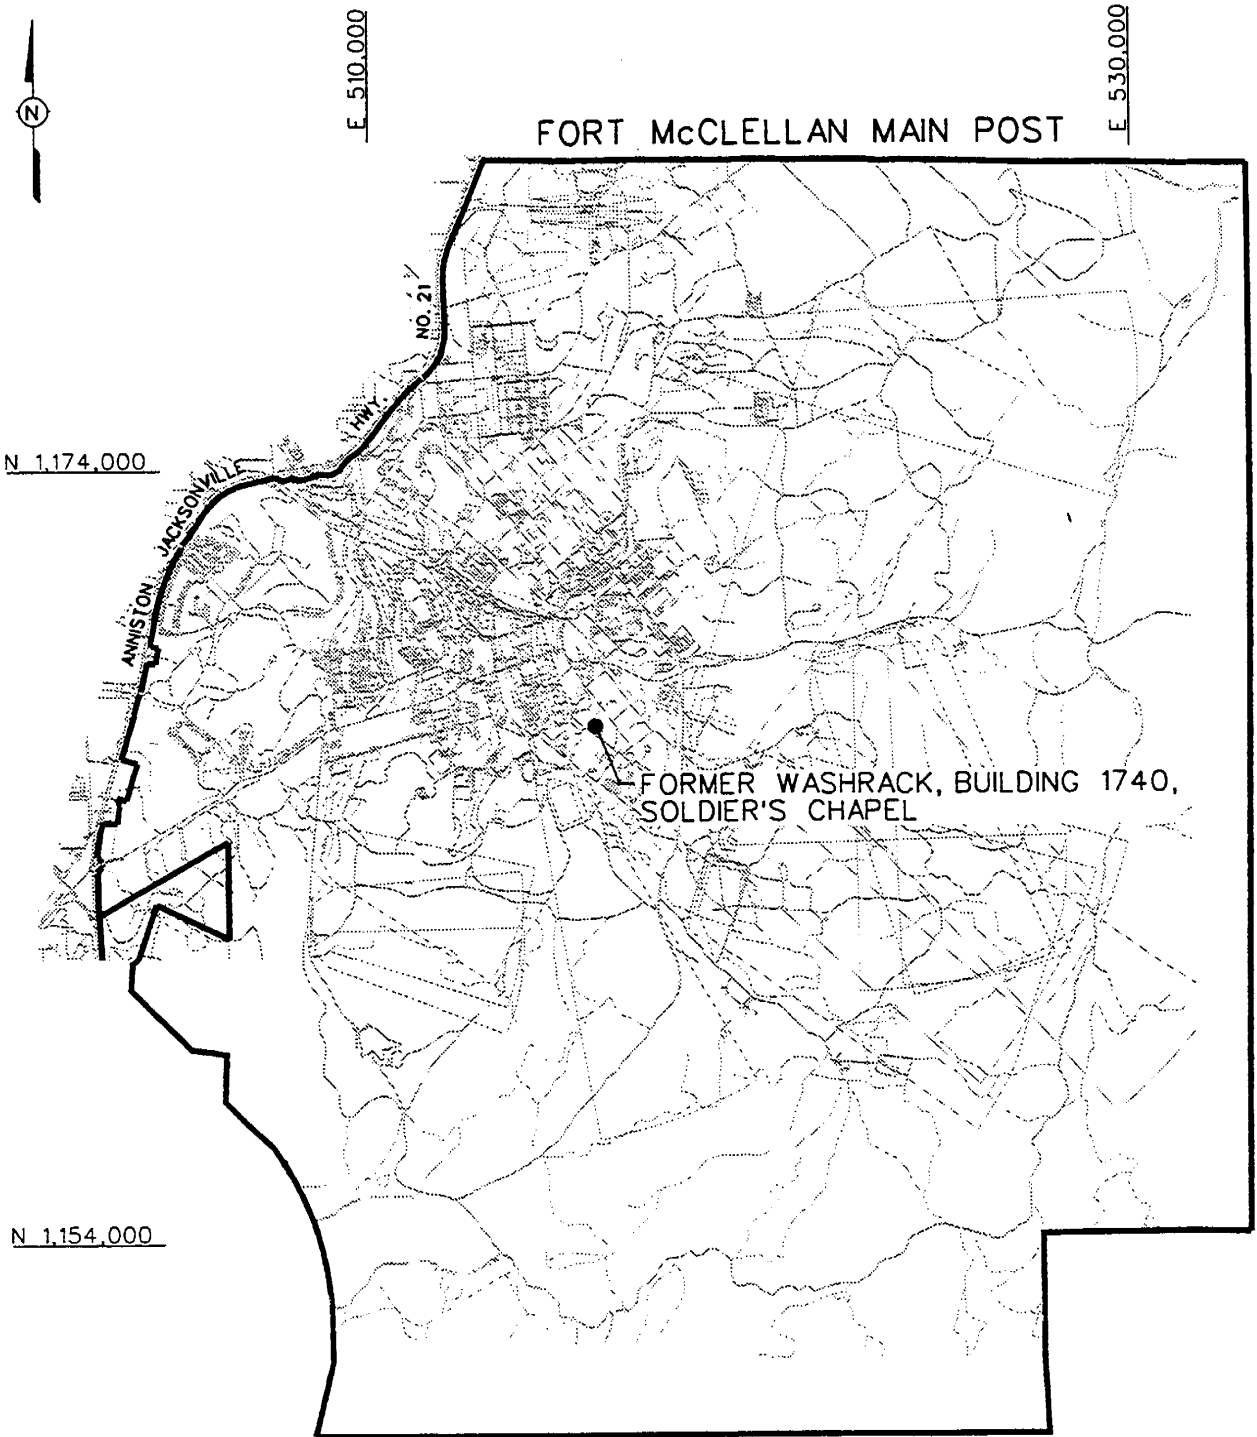 E 510,000
E 530,000
N
FORT McCLELLAN MAIN POST
NO. 21
HWY.
N 1,174,000
JACKSONVILLE
ANNISTON
FORMER WASHRACK, BUILDING 1740,
SOLDIER'S CHAPEL
N 1,154,000